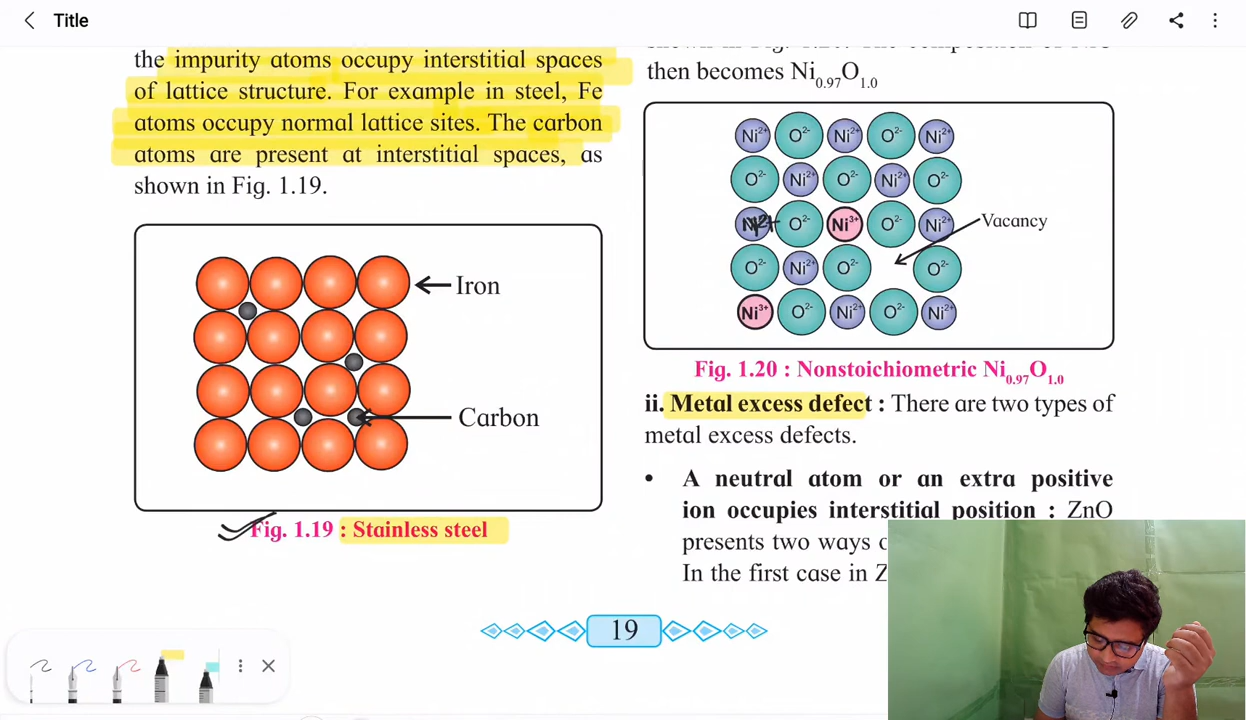 Title
the impurity atoms occupy interstitial spaces
of lattice structure. For example in steel, Fe
atoms occupy normal lattice sites. The carbon
atoms are present at interstitial spaces, as
shown in Fig. 1.19.
Iron
Carbon
Fig. 1.19 : Stainless steel
then becomes Ni0.97O1.0
Ni2+ O2- Ni2+ O2- Ni2+
O2- Ni2+ O2- Ni2+ O2-
O2- Ni3+ O2- Ni2+
Vacancy
O2- Ni2+ O2- O2-
Ni3+ O2- Ni2+ O2- Ni2+
Fig. 1.20 : Nonstoichiometric Ni0.97O1.0
ii. Metal excess defect : There are two types of
metal excess defects.
• A neutral atom or an extra positive
ion occupies interstitial position : ZnO
presents two ways
In the first case in
19